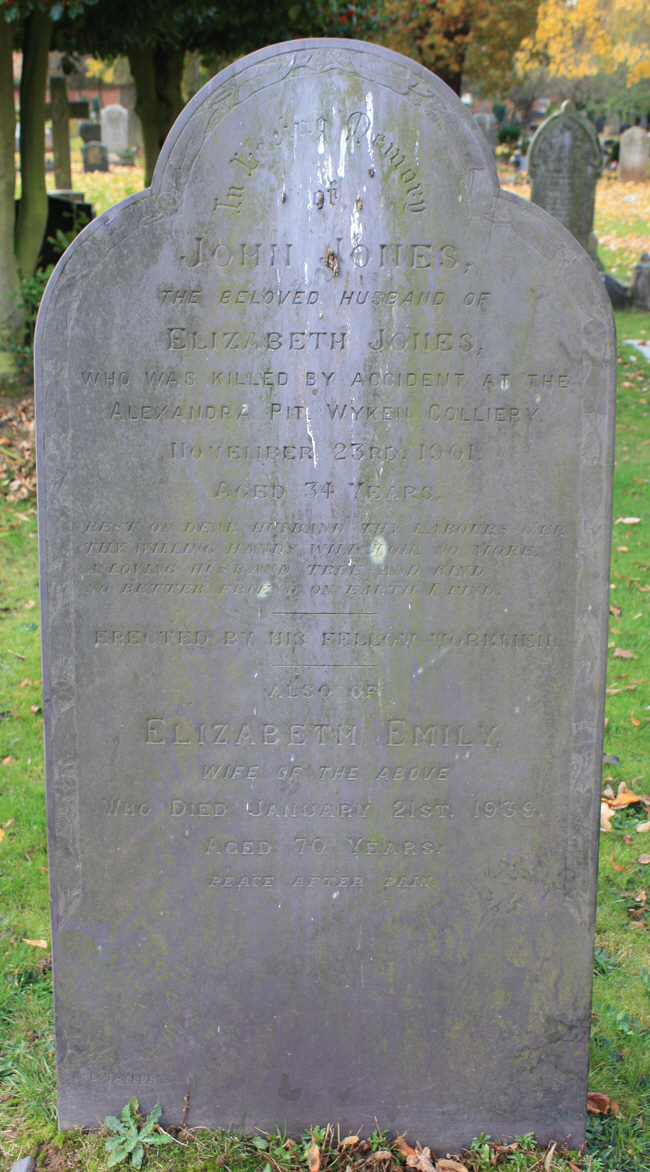 In Loving Memory
of
JOHN JONES,
THE BELOVED HUSBAND OF
ELIZABETH JONES,
WHO WAS KILLED BY ACCIDENT AT THE
ALEXANDRA PIT, WYKEN COLLIERY,
NOVEMBER 23RD, 1901.
AGED 34 YEARS.
REST ON DEAR HUSBAND THY LABOURS O'ER
THY WILLING HANDS WILL TOIL NO MORE,
A LOVING HUSBAND, TRUE AND KIND
NO BETTER FRIEND ON EARTH I FIND.
ERECTED BY HIS FELLOW WORKMEN.
ALSO OF
ELIZABETH EMILY,
WIFE OF THE ABOVE
WHO DIED JANUARY 21ST, 1939.
AGED 70 YEARS.
PEACE AFTER PAIN.
TAYLOR